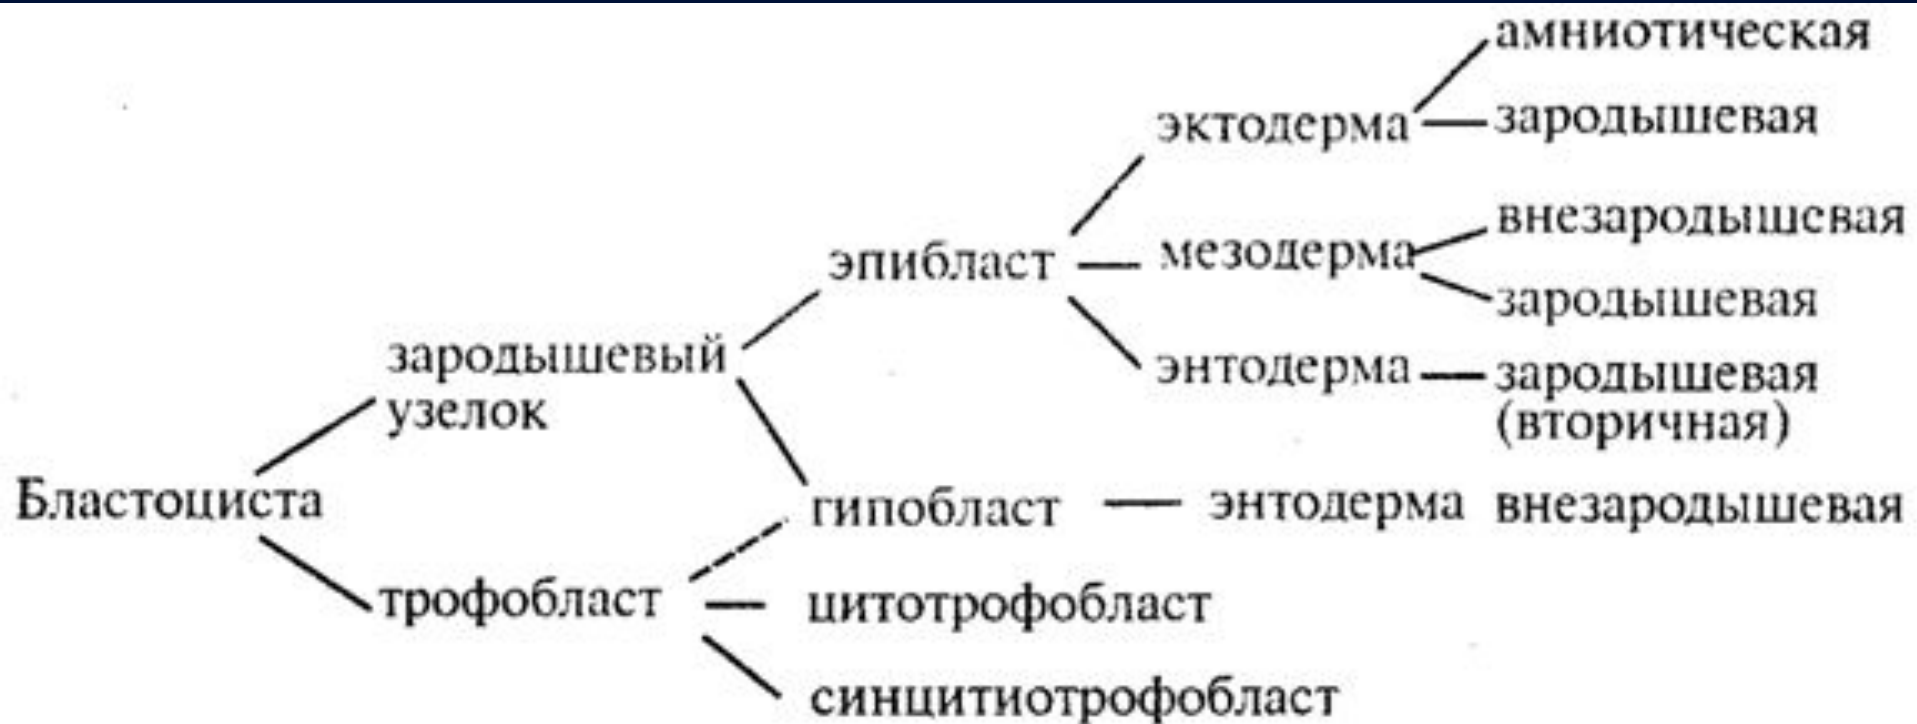 амниотическая
эктодерма
зародышевая
внезародышевая
эпибласт
мезодерма
зародышевая
зародышевый
узелок
энтодерма
зародышевая
(вторичная)
Бластоциста
гипобласт
энтодерма
внезародышевая
трофобласт
цитотрофобласт
синцитиотрофобласт